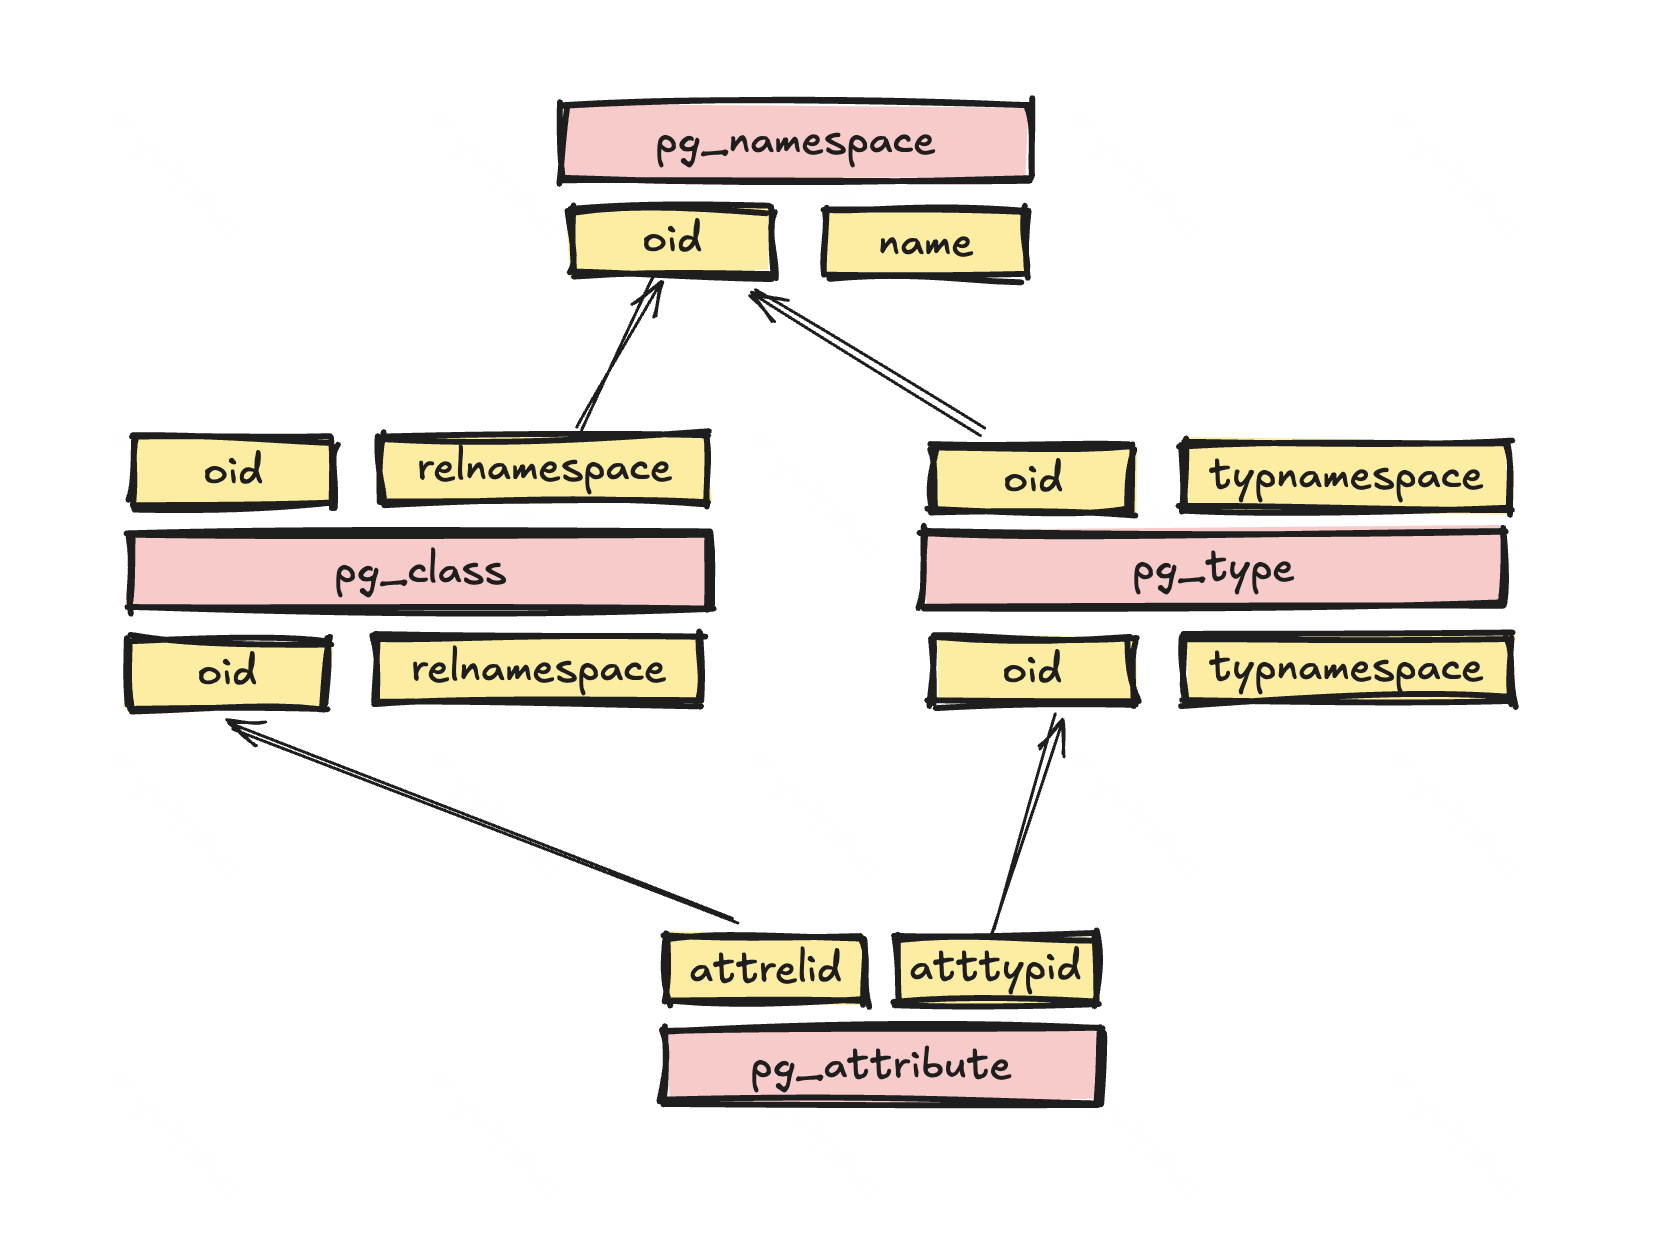 pg_namespace
oid name
oid relnamespace oid typnamespace
pg_class pg_type
oid relnamespace oid typnamespace
attrelid atttypid
pg_attribute